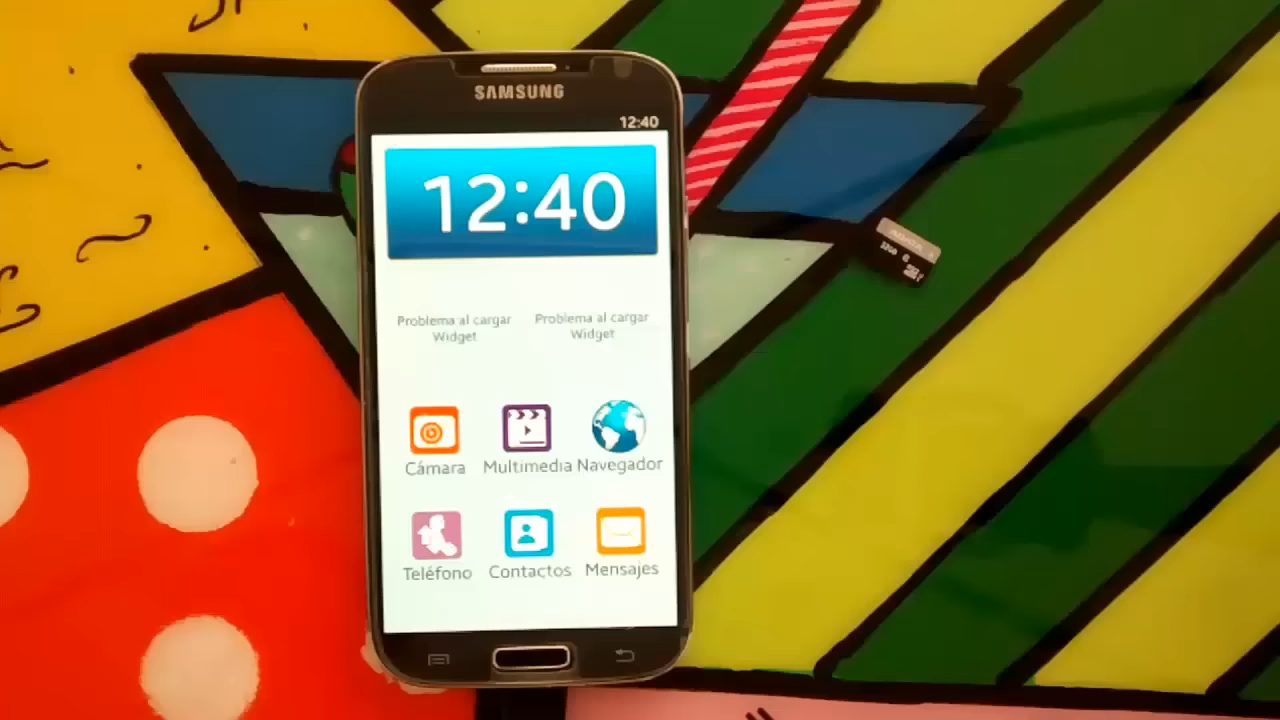 SAMSUNG
12:40
12:40
Problema al cargar
Widget
Problema al cargar
Widget
Cámara
Multimedia
Navegador
Teléfono
Contactos
Mensajes
ADATA